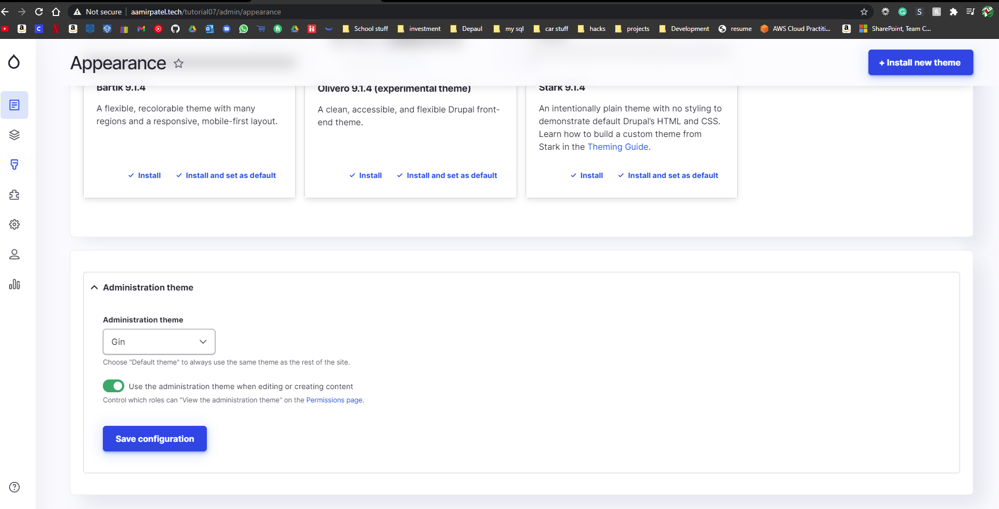 Not secure aamirpatel.tech/tutorial07/admin/appearance
School stuff investment Depaul my sql car stuff hacks projects Development resume AWS Cloud Practiti... SharePoint, Team C...
Appearance
+ Install new theme
Bartik 9.1.4
A flexible, recolorable theme with many
regions and a responsive, mobile-first layout.
Install Install and set as default
Olivero 9.1.4 (experimental theme)
A clean, accessible, and flexible Drupal front-
end theme.
Install Install and set as default
Stark 9.1.4
An intentionally plain theme with no styling to
demonstrate default Drupal’s HTML and CSS.
Learn how to build a custom theme from
Stark in the Theming Guide.
Install Install and set as default
Administration theme
Administration theme
Gin
Choose "Default theme" to always use the same theme as the rest of the site.
Use the administration theme when editing or creating content
Control which roles can "View the administration theme" on the Permissions page.
Save configuration